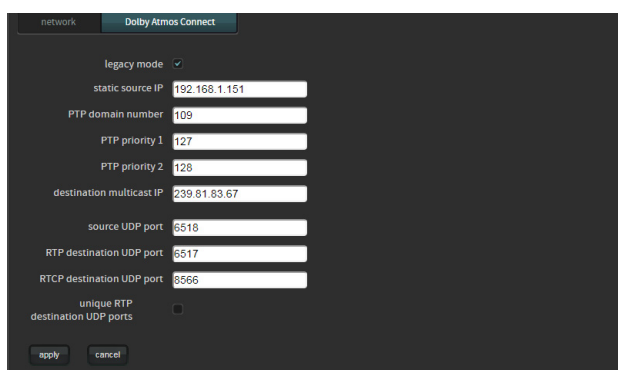 network Dolby Atmos Connect
legacy mode
static source IP 192.168.1.151
PTP domain number 109
PTP priority 1 127
PTP priority 2 128
destination multicast IP 239.81.83.67
source UDP port 6518
RTP destination UDP port 6517
RTCP destination UDP port 8566
unique RTP
destination UDP ports
apply cancel